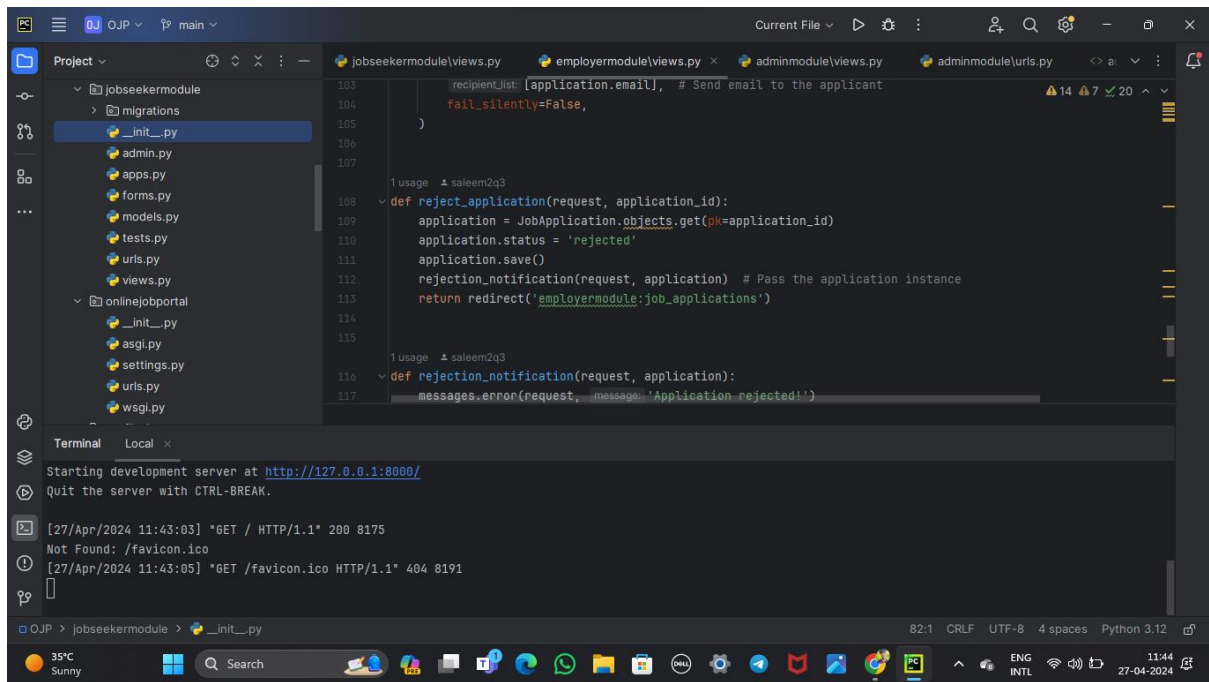 PC OJ OJP main Current File
Project
jobseekermodule\views.py employermodule\views.py × adminmodule\views.py adminmodule\urls.py
jobseekermodule
migrations
__init__.py
admin.py
apps.py
forms.py
models.py
tests.py
urls.py
views.py
onlinejobportal
__init__.py
asgi.py
settings.py
urls.py
wsgi.py
14 7 20
103 recipient_list: [application.email], # Send email to the applicant
104 fail_silently=False,
105 )
106
107
1 usage saleem2q3
108 def reject_application(request, application_id):
109 application = JobApplication.objects.get(pk=application_id)
110 application.status = 'rejected'
111 application.save()
112 rejection_notification(request, application) # Pass the application instance
113 return redirect('employermodule:job_applications')
114
115
1 usage saleem2q3
116 def rejection_notification(request, application):
117 messages.error(request, message: 'Application rejected!')
Terminal Local ×
Starting development server at http://127.0.0.1:8000/
Quit the server with CTRL-BREAK.
[27/Apr/2024 11:43:03] "GET / HTTP/1.1" 200 8175
Not Found: /favicon.ico
[27/Apr/2024 11:43:05] "GET /favicon.ico HTTP/1.1" 404 8191
OJP > jobseekermodule > __init__.py 82:1 CRLF UTF-8 4 spaces Python 3.12
35°C
Sunny
Search
PRE
DELL
PC
ENG
INTL
11:44
27-04-2024